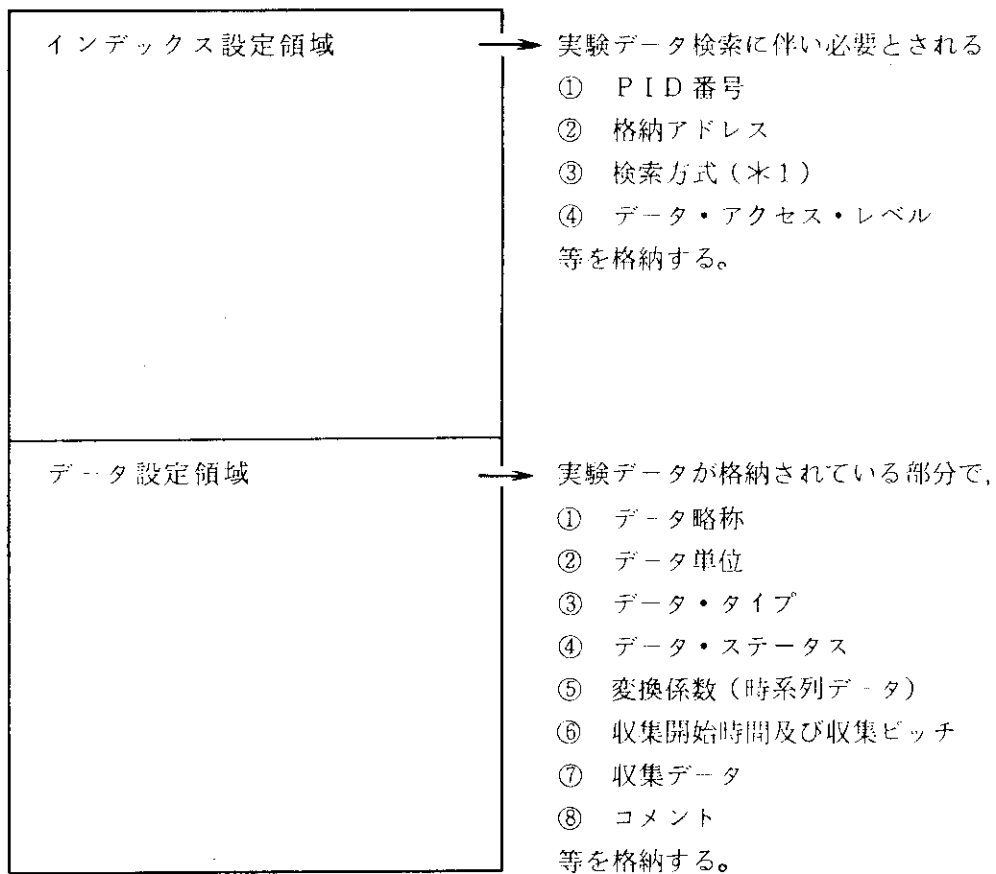 インデックス設定領域
実験データ検索に伴い必要とされる
① PID番号
② 格納アドレス
③ 検索方式(*1)
④ データ・アクセス・レベル
等を格納する。
データ設定領域
実験データが格納されている部分で,
① データ略称
② データ単位
③ データ・タイプ
④ データ・ステータス
⑤ 変換係数(時系列データ)
⑥ 収集開始時間及び収集ピッチ
⑦ 収集データ
⑧ コメント
等を格納する。